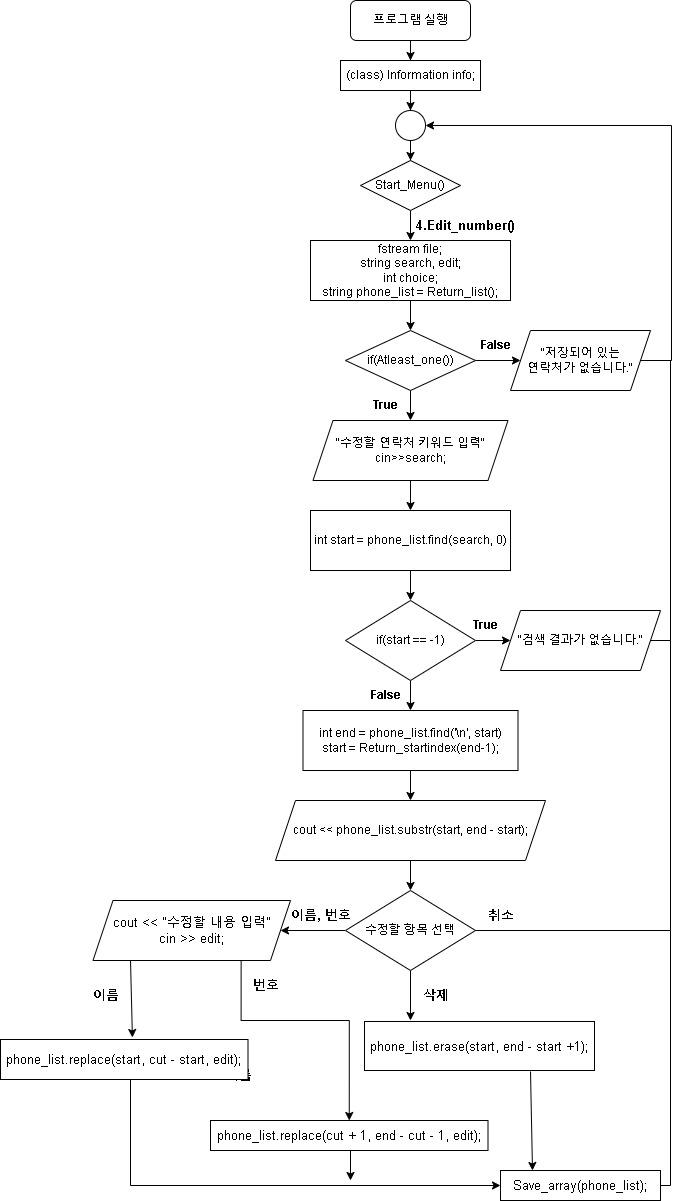 프로그램 실행
(class) Information info;
Start_Menu()
4.Edit_number()
fstream file;
string search, edit;
int choice;
string phone_list = Return_list();
if(Atleast_one())
False
"저장되어 있는
연락처가 없습니다."
True
"수정할 연락처 키워드 입력"
cin>>search;
int start = phone_list.find(search, 0)
if(start == -1)
True
"검색 결과가 없습니다."
False
int end = phone_list.find('\n', start)
start = Return_startindex(end-1);
cout << phone_list.substr(start, end - start);
수정할 항목 선택
이름, 번호
취소
cout << "수정할 내용 입력"
cin >> edit;
이름
번호
삭제
phone_list.replace(start, cut - start, edit);
phone_list.erase(start, end - start +1);
phone_list.replace(cut + 1, end - cut - 1, edit);
Save_array(phone_list);